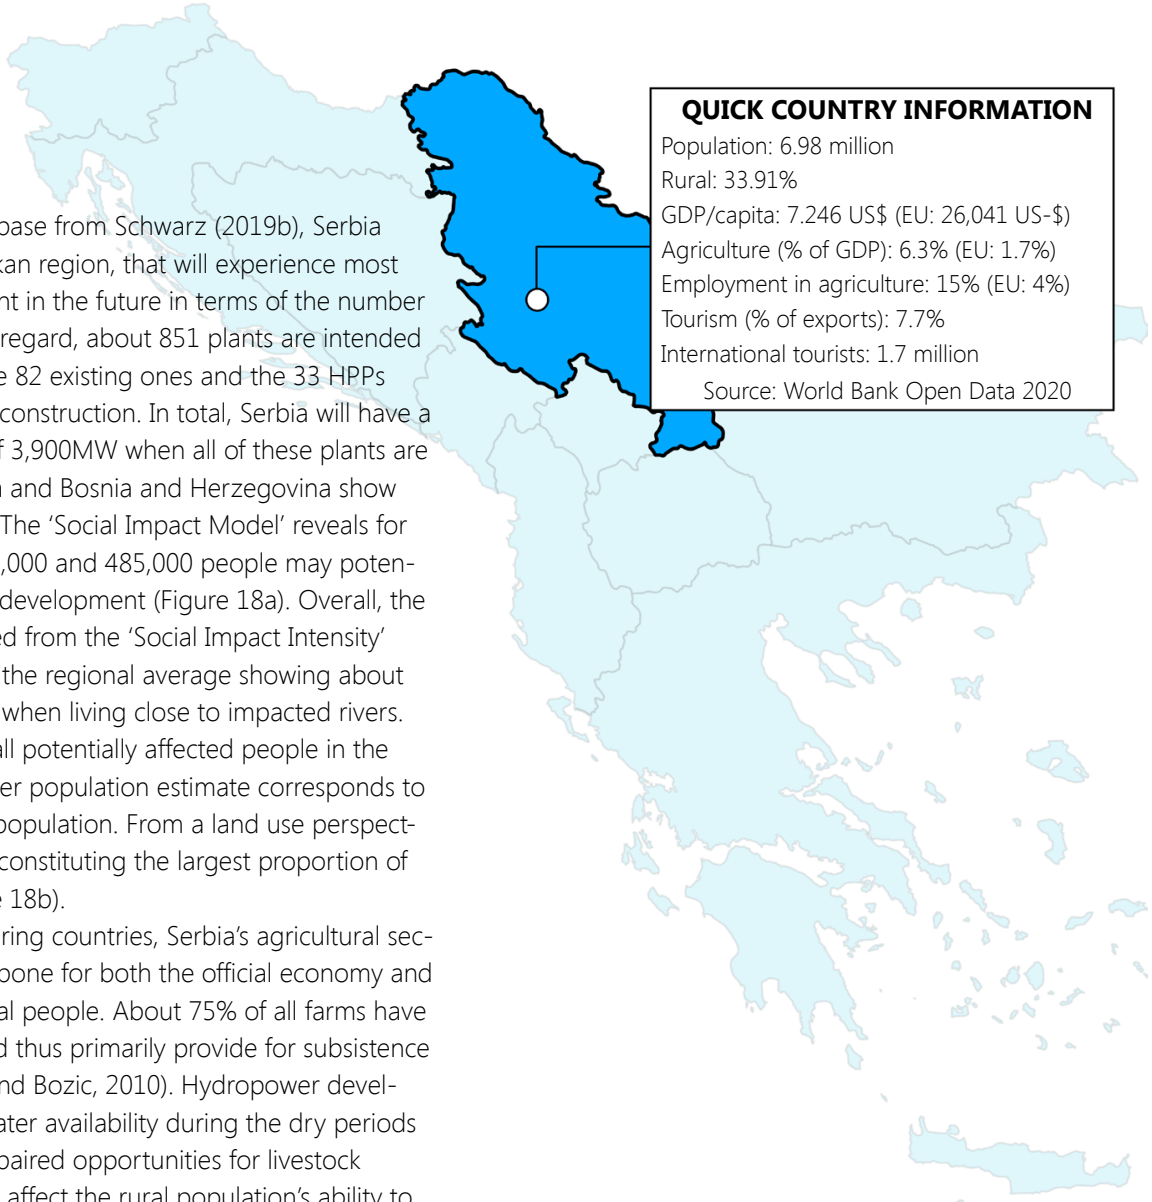 QUICK COUNTRY INFORMATION
Population: 6.98 million
Rural: 33.91%
GDP/capita: 7.246 US$ (EU: 26,041 US-$)
Agriculture (% of GDP): 6.3% (EU: 1.7%)
Employment in agriculture: 15% (EU: 4%)
Tourism (% of exports): 7.7%
International tourists: 1.7 million
Source: World Bank Open Data 2020
base from Schwarz (2019b), Serbia
kan region, that will experience most
nt in the future in terms of the number
regard, about 851 plants are intended
e 82 existing ones and the 33 HPPs
construction. In total, Serbia will have a
f 3,900MW when all of these plants are
and Bosnia and Herzegovina show
The ‘Social Impact Model’ reveals for
,000 and 485,000 people may poten-
development (Figure 18a). Overall, the
ed from the ‘Social Impact Intensity’
the regional average showing about
when living close to impacted rivers.
all potentially affected people in the
er population estimate corresponds to
population. From a land use perspect-
constituting the largest proportion of
e 18b).
ring countries, Serbia’s agricultural sec-
bone for both the official economy and
al people. About 75% of all farms have
d thus primarily provide for subsistence
nd Bozic, 2010). Hydropower devel-
ater availability during the dry periods
paired opportunities for livestock
affect the rural population’s ability to